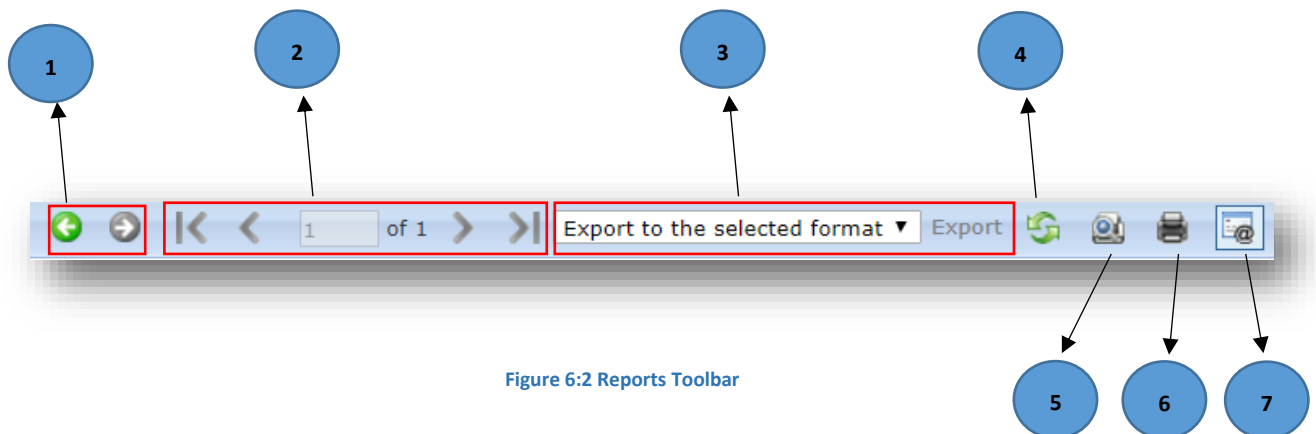 1 2 3 4
1 of 1 Export to the selected format Export
Figure 6:2 Reports Toolbar
5 6 7